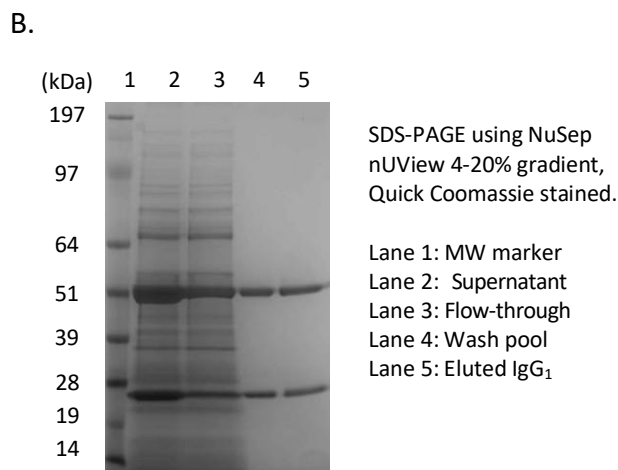 B.
(kDa) 1 2 3 4 5
197
97
64
51
39
28
19
14
SDS-PAGE using NuSep
nUView 4-20% gradient,
Quick Coomassie stained.
Lane 1: MW marker
Lane 2: Supernatant
Lane 3: Flow-through
Lane 4: Wash pool
Lane 5: Eluted IgG₁